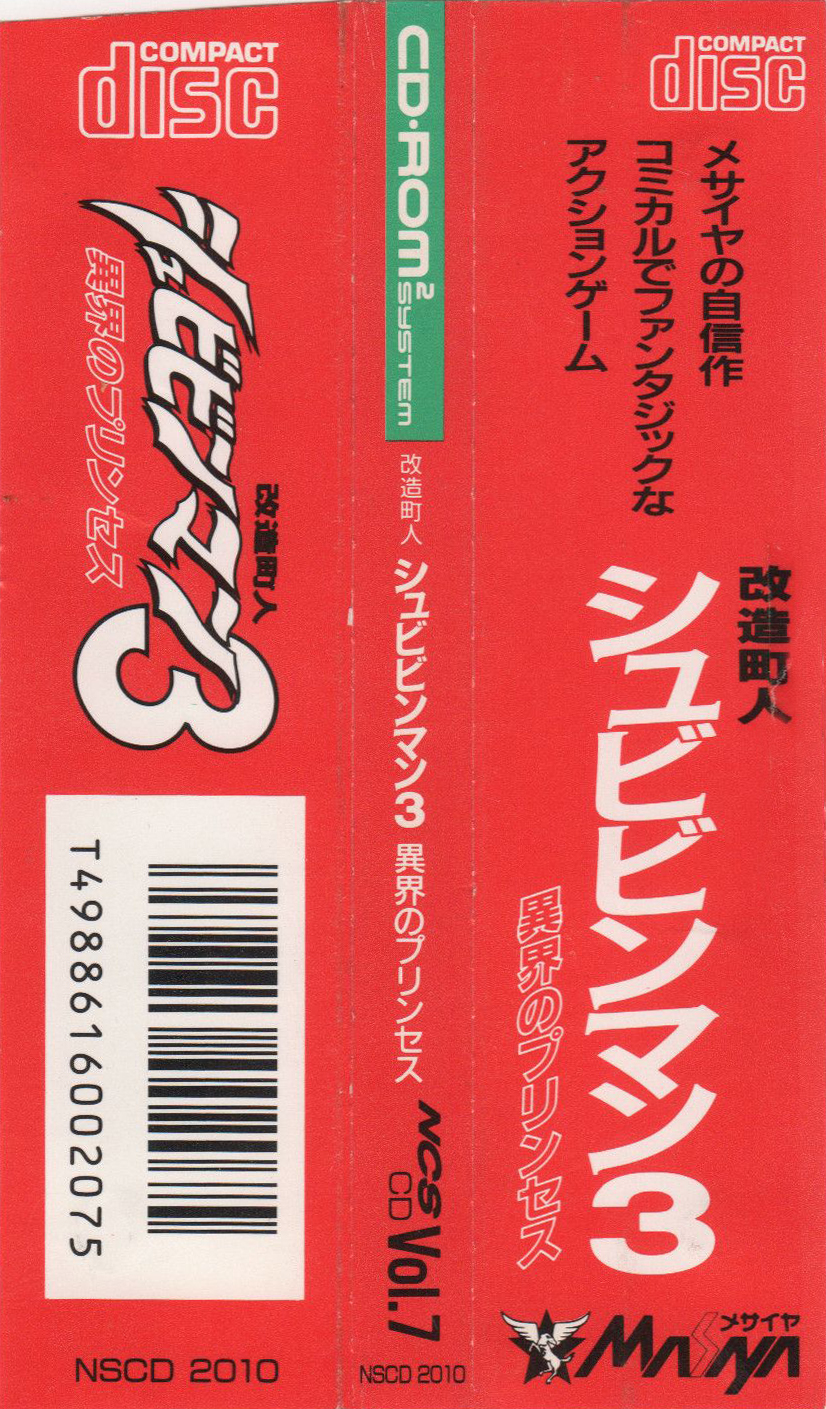 COMPACT
disc
改造町人
シュビビンマン3
異界のプリンセス
T4988616002075
NSCD 2010
CD・ROM² SYSTEM
改造町人 シュビビンマン3 異界のプリンセス
NCS
CD Vol.7
NSCD 2010
COMPACT
disc
メサイヤの自信作
コミカルでファンタジックな
アクションゲーム
改造町人
シュビビンマン3
異界のプリンセス
メサイヤ
MASAYA